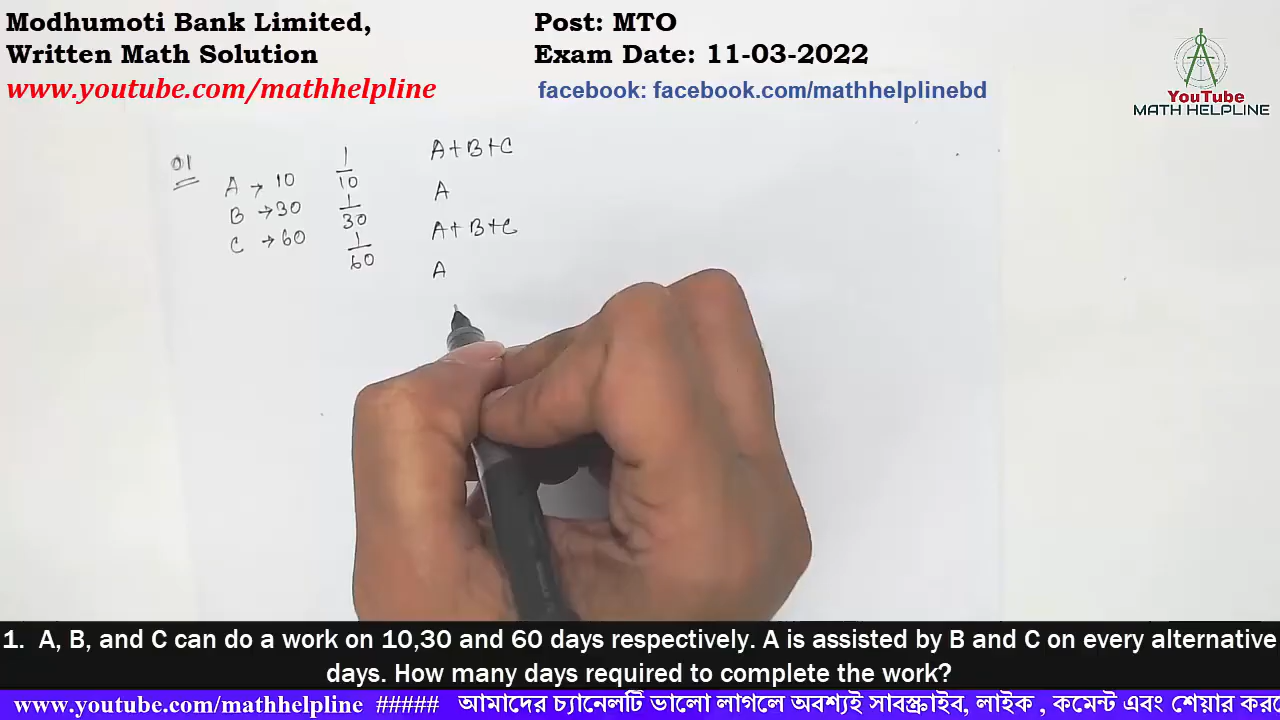 Modhumoti Bank Limited,
Written Math Solution
www.youtube.com/mathhelpline
Post: MTO
Exam Date: 11-03-2022
facebook: facebook.com/mathhelplinebd
YouTube
MATH HELPLINE
01
A → 10
B → 30
C → 60
1/10
1/30
1/60
A+B+C
A
A+B+C
A
1. A, B, and C can do a work on 10,30 and 60 days respectively. A is assisted by B and C on every alternative
days. How many days required to complete the work?
www.youtube.com/mathhelpline ##### আমাদের চ্যানেলটি ভালো লাগলে অবশ্যই সাবস্ক্রাইব, লাইক , কমেন্ট এবং শেয়ার